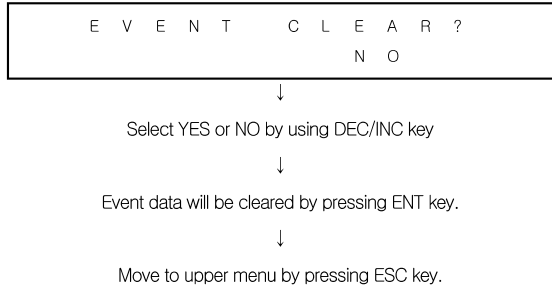 EVENT CLEAR?
NO
↓
Select YES or NO by using DEC/INC key
↓
Event data will be cleared by pressing ENT key.
↓
Move to upper menu by pressing ESC key.